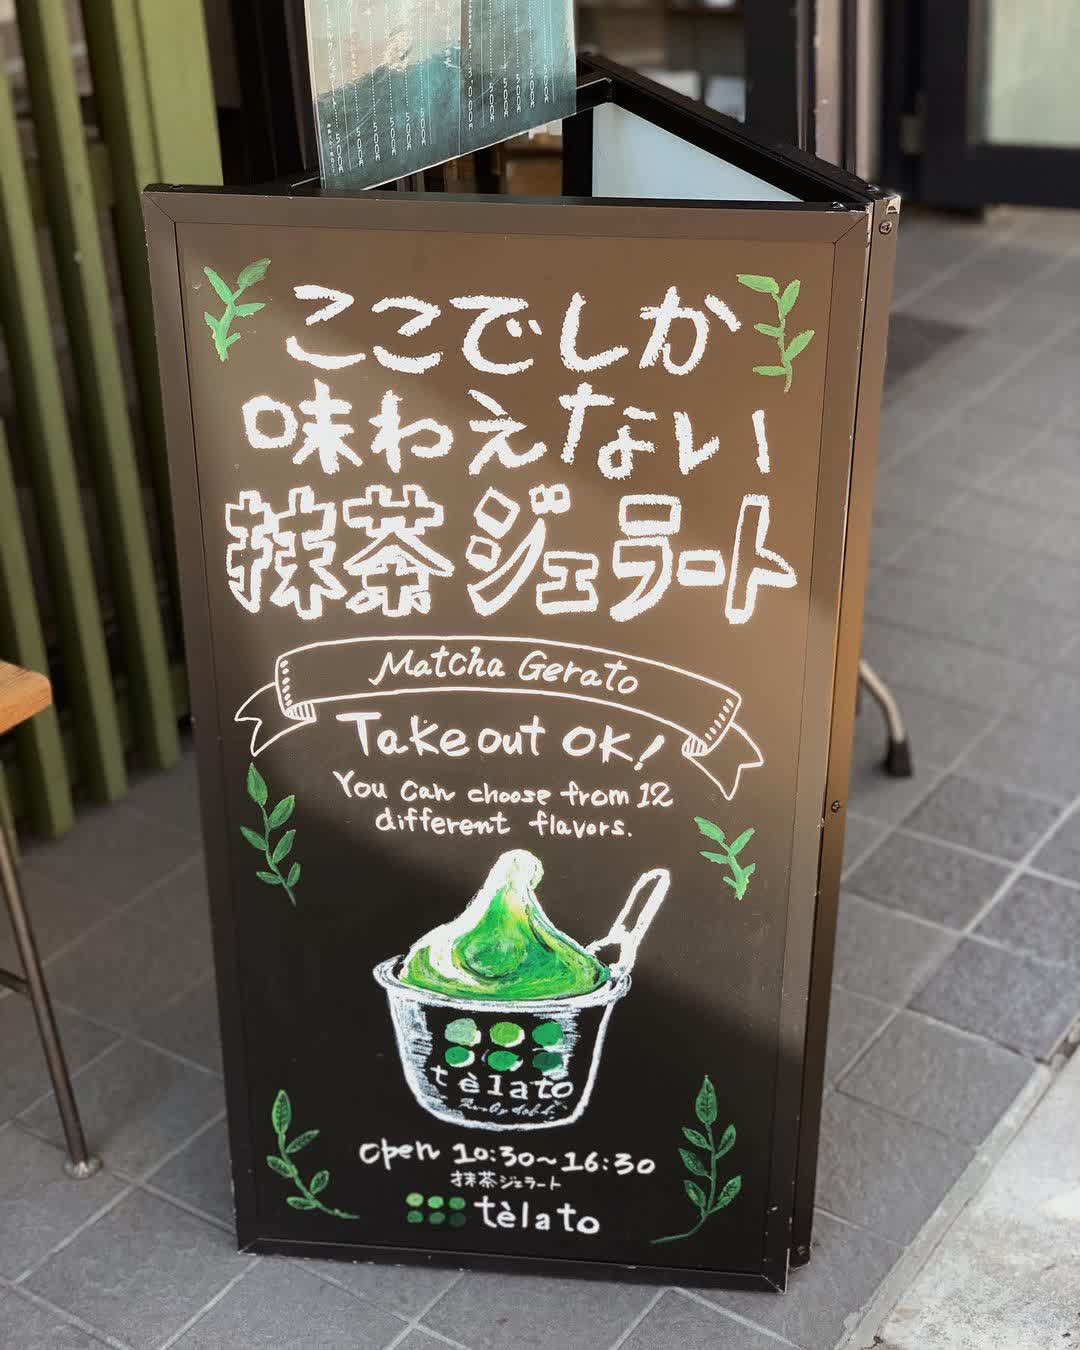 ここでしか
味わえない
抹茶ジェラート
Matcha Gerato
Take out OK!
You can choose from 12
different flavors.
tèlato
open 10:30~16:30
抹茶ジェラート
tèlato